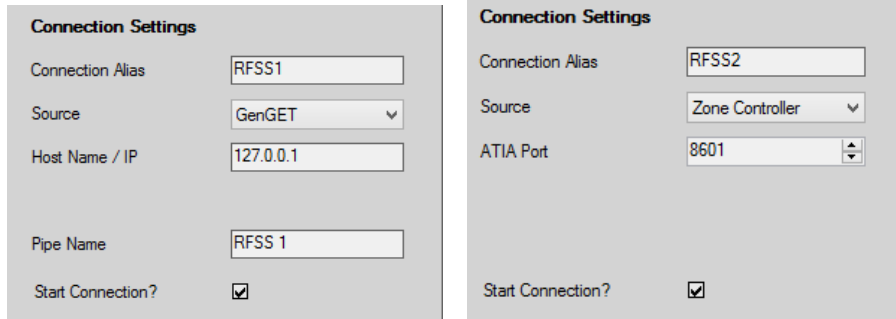 Connection Settings
Connection Alias RFSS1
Source GenGET
Host Name / IP 127.0.0.1
Pipe Name RFSS 1
Start Connection?
Connection Settings
Connection Alias RFSS2
Source Zone Controller
ATIA Port 8601
Start Connection?